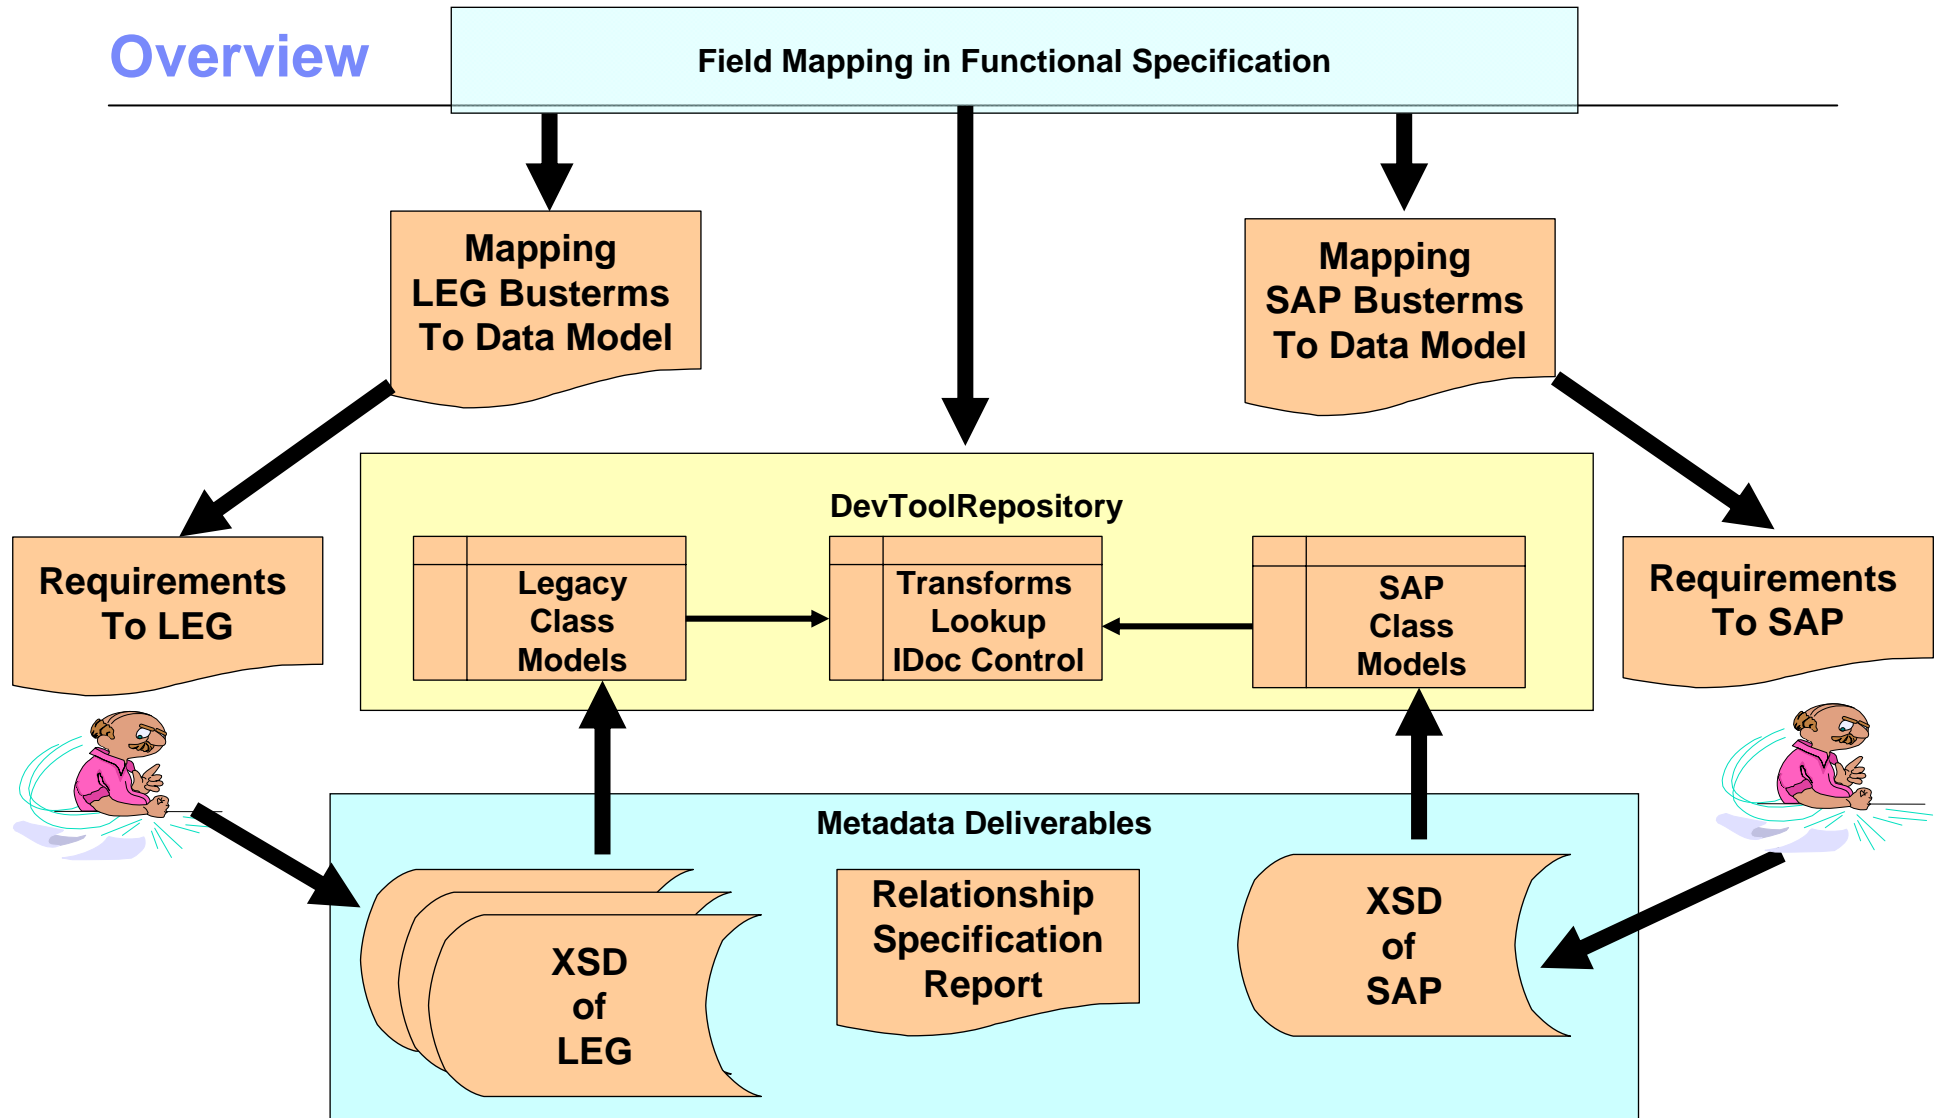 Overview
Field Mapping in Functional Specification
Mapping
LEG Busterms
To Data Model
Mapping
SAP Busterms
To Data Model
DevToolRepository
Requirements
To LEG
Legacy
Class
Models
Transforms
Lookup
IDoc Control
SAP
Class
Models
Requirements
To SAP
Metadata Deliverables
XSD
of
LEG
Relationship
Specification
Report
XSD
of
SAP